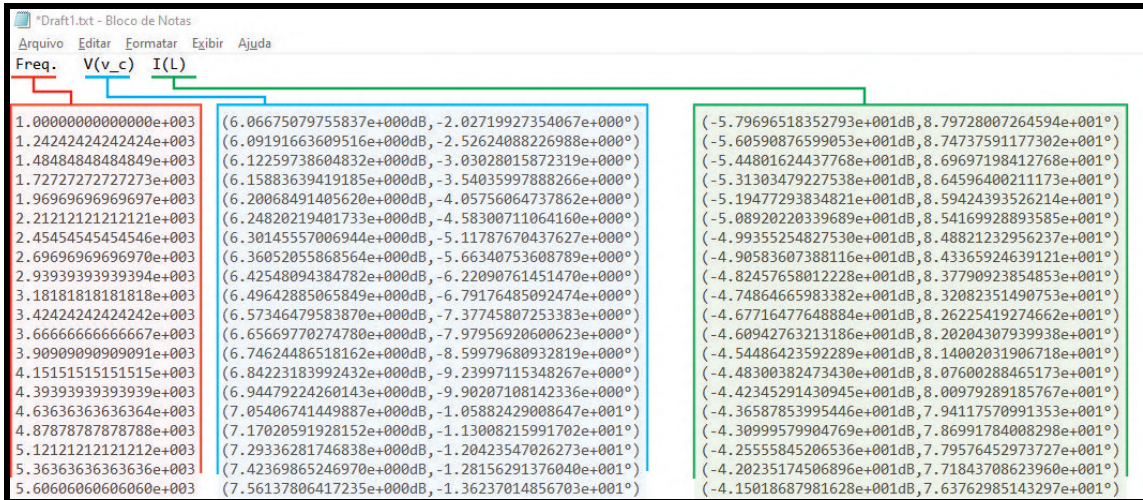 *Draft1.txt - Bloco de Notas
Arquivo Editar Formatar Exibir Ajuda
Freq. V(v_c) I(L)
1.00000000000000e+003 (6.06675079755837e+000dB,-2.02719927354067e+000°) (-5.79696518352793e+001dB,8.79728007264594e+001°)
1.24242424242424e+003 (6.09191663609516e+000dB,-2.52624088226988e+000°) (-5.60590876599053e+001dB,8.74737591177302e+001°)
1.48484848484849e+003 (6.12259738604832e+000dB,-3.03028015872319e+000°) (-5.44801624437768e+001dB,8.69697198412768e+001°)
1.72727272727273e+003 (6.15883639419185e+000dB,-3.54035997888266e+000°) (-5.31303479227538e+001dB,8.64596400211173e+001°)
1.96969696969697e+003 (6.20068491405620e+000dB,-4.05756064737862e+000°) (-5.19477293834821e+001dB,8.59424393526214e+001°)
2.21212121212121e+003 (6.24820219401733e+000dB,-4.58300711064160e+000°) (-5.08920220339689e+001dB,8.54169928893585e+001°)
2.45454545454546e+003 (6.30145557006944e+000dB,-5.11787670437627e+000°) (-4.99355254827530e+001dB,8.48821232956237e+001°)
2.69696969696970e+003 (6.36052055868564e+000dB,-5.66340753608789e+000°) (-4.90583607388116e+001dB,8.43365924639121e+001°)
2.93939393939394e+003 (6.42548094384782e+000dB,-6.22090761451470e+000°) (-4.82457658012228e+001dB,8.37790923854853e+001°)
3.18181818181818e+003 (6.49642885065849e+000dB,-6.79176485092474e+000°) (-4.74864665983382e+001dB,8.32082351490753e+001°)
3.42424242424242e+003 (6.57346479583870e+000dB,-7.37745807253383e+000°) (-4.67716477648884e+001dB,8.26225419274662e+001°)
3.66666666666667e+003 (6.65669770274780e+000dB,-7.97956920600623e+000°) (-4.60942763213186e+001dB,8.20204307939938e+001°)
3.90909090909091e+003 (6.74624486518162e+000dB,-8.59979680932819e+000°) (-4.54486423592289e+001dB,8.14002031906718e+001°)
4.15151515151515e+003 (6.84223183992432e+000dB,-9.23997115348267e+000°) (-4.48300382473430e+001dB,8.07600288465173e+001°)
4.39393939393939e+003 (6.94479224260143e+000dB,-9.90207108142336e+000°) (-4.42345291430945e+001dB,8.00979289185767e+001°)
4.63636363636364e+003 (7.05406741449887e+000dB,-1.05882429008647e+001°) (-4.36587853995446e+001dB,7.94117570991353e+001°)
4.87878787878788e+003 (7.17020591928152e+000dB,-1.13008215991702e+001°) (-4.30999579904769e+001dB,7.86991784008298e+001°)
5.12121212121212e+003 (7.29336281746838e+000dB,-1.20423547026273e+001°) (-4.25555845206536e+001dB,7.79576452973727e+001°)
5.36363636363636e+003 (7.42369865246970e+000dB,-1.28156291376040e+001°) (-4.20235174506896e+001dB,7.71843708623960e+001°)
5.60606060606060e+003 (7.56137806417235e+000dB,-1.36237014856703e+001°) (-4.15018687981628e+001dB,7.63762985143297e+001°)